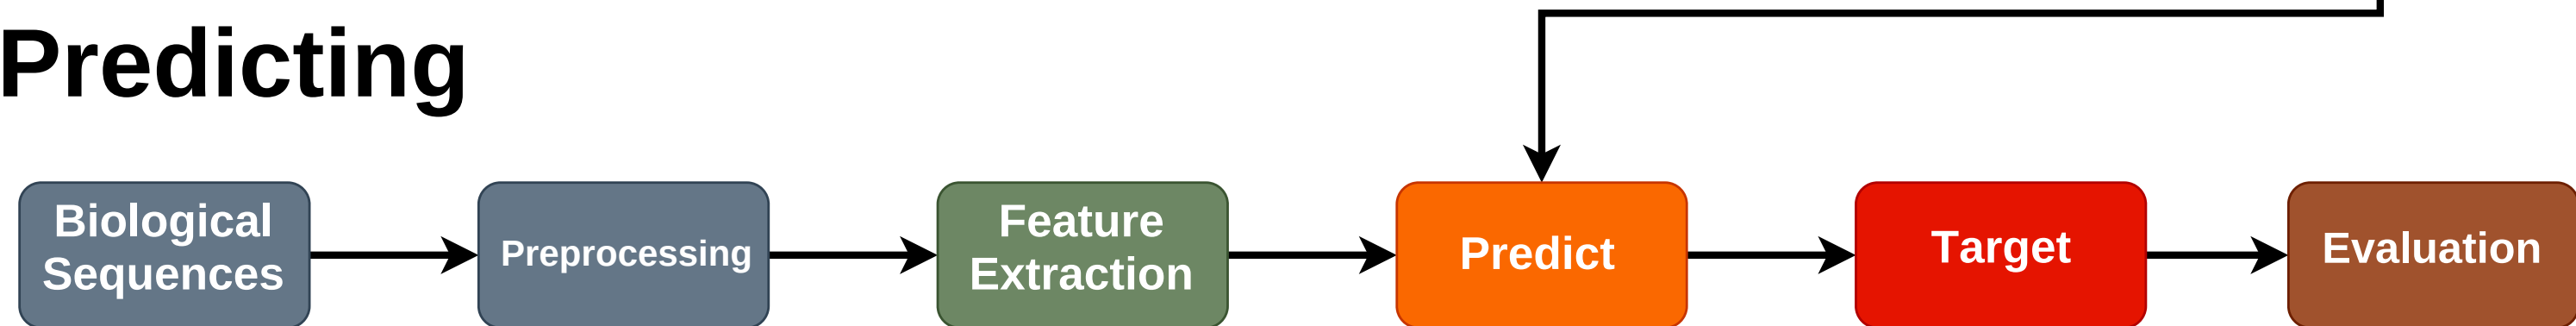 Predicting
Biological
Sequences
Preprocessing
Feature
Extraction
Predict
Target
Evaluation